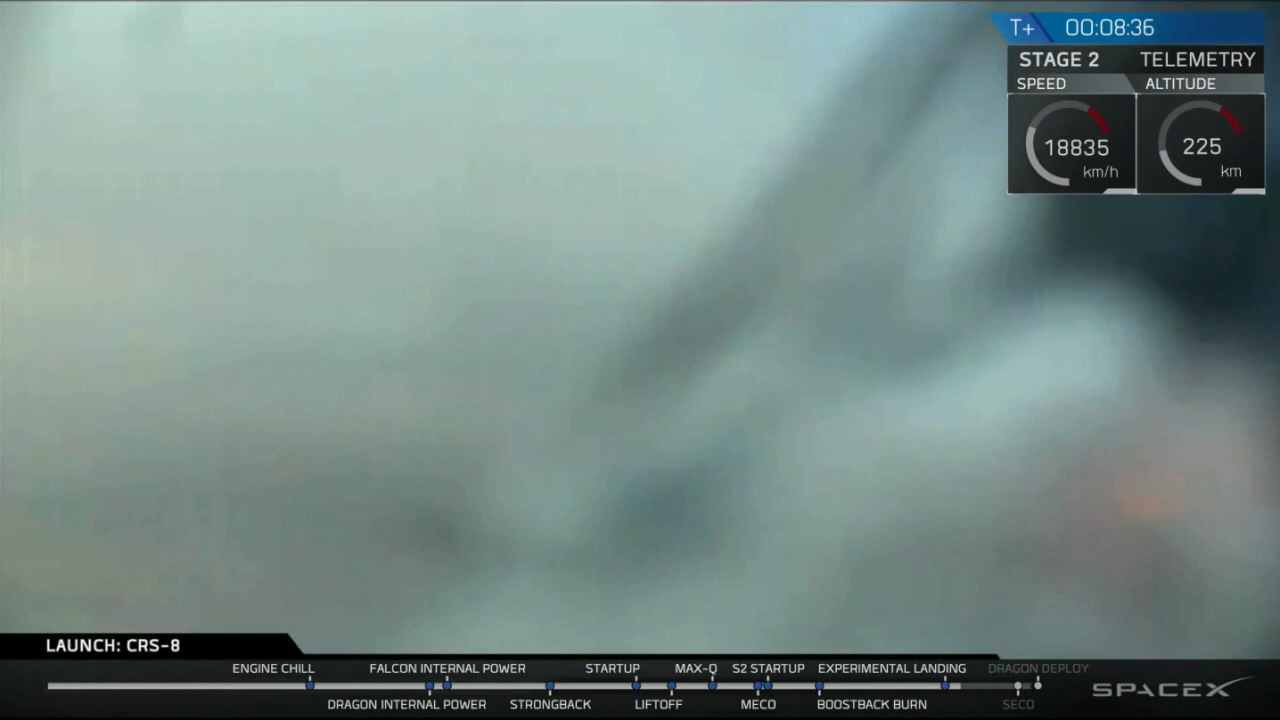 T+ 00:08:36
STAGE 2 TELEMETRY
SPEED ALTITUDE
18835 225
km/h km
LAUNCH: CRS-8
ENGINE CHILL FALCON INTERNAL POWER STARTUP MAX-Q S2 STARTUP EXPERIMENTAL LANDING DRAGON DEPLOY
SPACEX
DRAGON INTERNAL POWER STRONGBACK LIFTOFF MECO BOOSTBACK BURN SECO